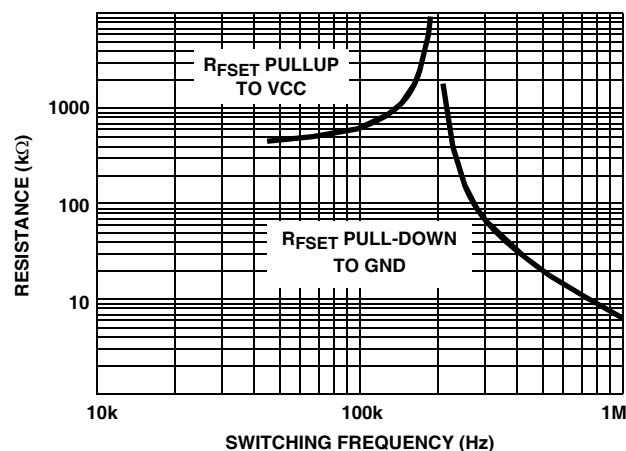 RFSET PULLUP
TO VCC
1000
100
RFSET PULL-DOWN
TO GND
10
RESISTANCE (kΩ)
10k 100k 1M
SWITCHING FREQUENCY (Hz)